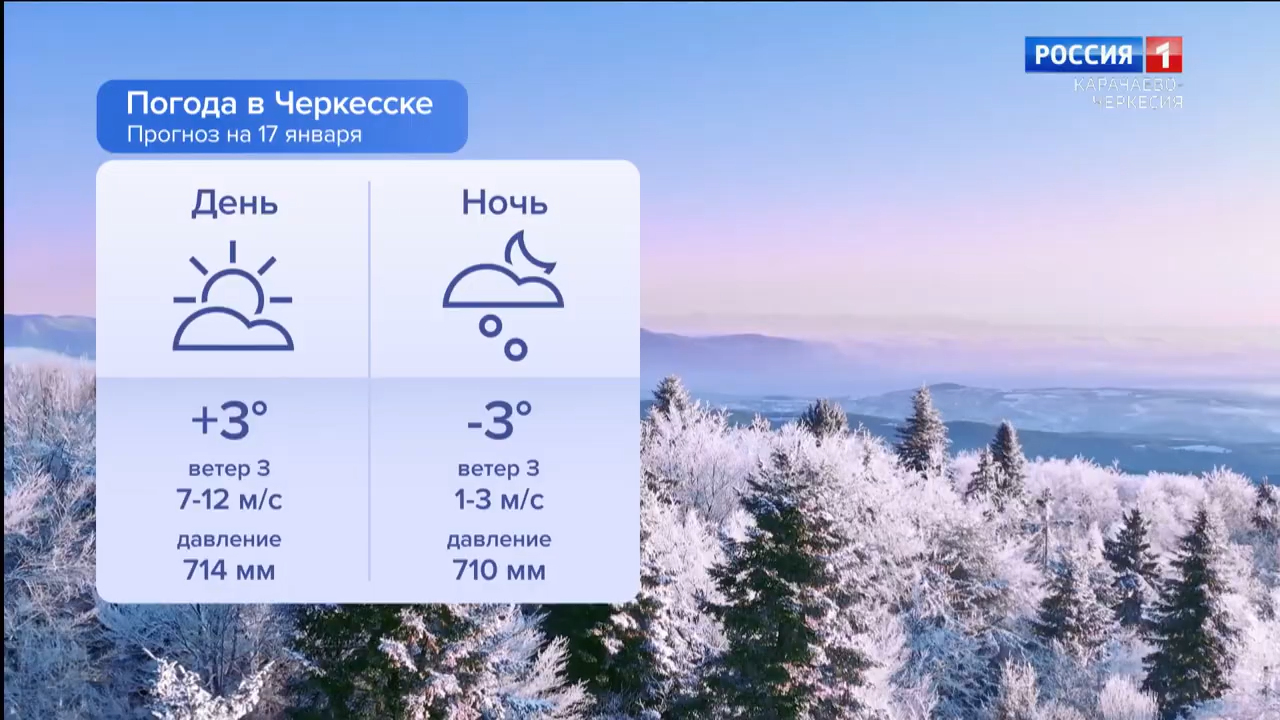 РОССИЯ 1
КАРАЧАЕВО-
ЧЕРКЕСИЯ
Погода в Черкесске
Прогноз на 17 января
День
Ночь
+3°
-3°
ветер З
ветер З
7-12 м/с
1-3 м/с
давление
давление
714 мм
710 мм